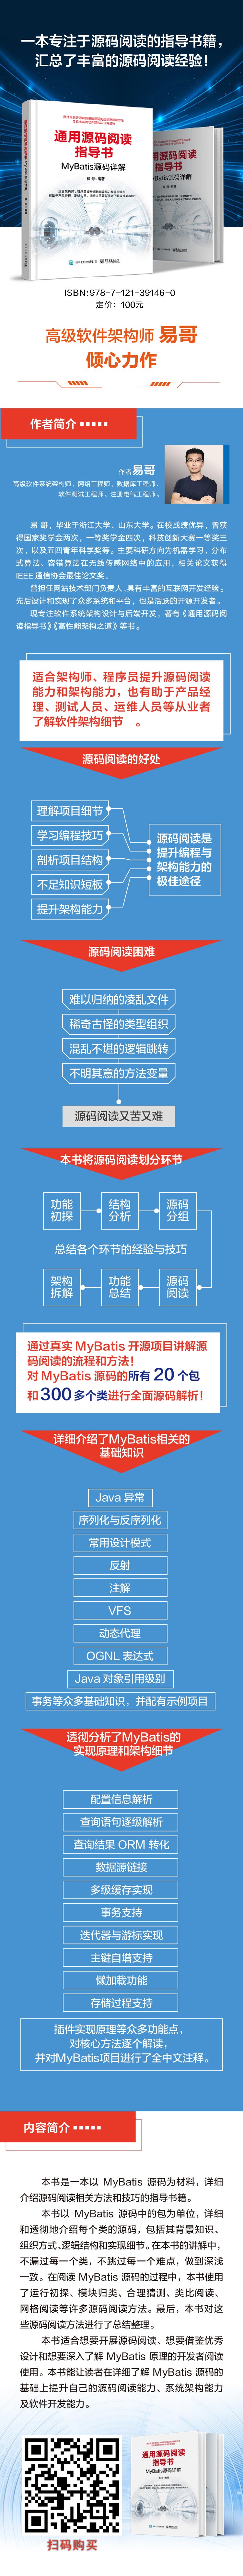 一本专注于源码阅读的指导书籍，
汇总了丰富的源码阅读经验！
通用源码阅读
指导书
MyBatis源码详解
易哥 编著
ISBN:978-7-121-39146-0
定价：100元
高级软件架构师 易哥
倾心力作
作者简介
作者易哥
高级软件系统架构师、网络工程师、数据库工程师、
软件测试工程师、注册电气工程师。
易哥，毕业于浙江大学、山东大学。在校成绩优异，曾获
得国家奖学金两次，一等奖学金四次，科技创新大赛一等奖三
次，以及五四青年科学奖等。主要科研方向为机器学习、分布
式算法、容错算法在无线传感网络中的应用，相关论文获得
IEEE 通信协会最佳论文奖。
曾担任网站技术部门负责人，具有丰富的互联网开发经验。
先后设计和实现了众多系统和平台，也是活跃的开源开发者。
现专注软件系统架构设计与后端开发，著有《通用源码阅
读指导书》《高性能架构之道》等书。
适合架构师、程序员提升源码阅读
能力和架构能力，也有助于产品经
理、测试人员、运维人员等从业者
了解软件架构细节 。
源码阅读的好处
理解项目细节
学习编程技巧
剖析项目结构
不足知识短板
提升架构能力
源码阅读是
提升编程与
架构能力的
极佳途径
源码阅读困难
难以归纳的凌乱文件
稀奇古怪的类型组织
混乱不堪的逻辑跳转
不明其意的方法变量
源码阅读又苦又难
本书将源码阅读划分环节
功能
初探
结构
分析
源码
分组
总结各个环节的经验与技巧
架构
拆解
功能
总结
源码
阅读
通过真实 MyBatis 开源项目讲解源
码阅读的流程和方法！
对 MyBatis 源码的所有 20 个包
和 300 多个类进行全面源码解析！
详细介绍了MyBatis相关的
基础知识
Java 异常
序列化与反序列化
常用设计模式
反射
注解
VFS
动态代理
OGNL 表达式
Java 对象引用级别
事务等众多基础知识，并配有示例项目
透彻分析了MyBatis的
实现原理和架构细节
配置信息解析
查询语句逐级解析
查询结果 ORM 转化
数据源链接
多级缓存实现
事务支持
迭代器与游标实现
主键自增支持
懒加载功能
存储过程支持
插件实现原理等众多功能点，
对核心方法逐个解读，
并对MyBatis项目进行了全中文注释。
内容简介
本书是一本以 MyBatis 源码为材料，详细
介绍源码阅读相关方法和技巧的指导书籍。
本书以 MyBatis 源码中的包为单位，详细
和透彻地介绍每个类的源码，包括其背景知识、
组织方式、逻辑结构和实现细节。在本书的讲解中，
不漏过每一个类，不跳过每一个难点，做到深浅
一致。在阅读 MyBatis 源码的过程中，本书使用
了运行初探、模块归类、合理猜测、类比阅读、
网格阅读等许多源码阅读方法。最后，本书对这
些源码阅读方法进行了总结整理。
本书适合想要开展源码阅读、想要借鉴优秀
设计和想要深入了解 MyBatis 原理的开发者阅读
使用。本书能让读者在详细了解 MyBatis 源码的
基础上提升自己的源码阅读能力、系统架构能力
及软件开发能力。
通用源码阅读
指导书
MyBatis源码详解
扫码购买